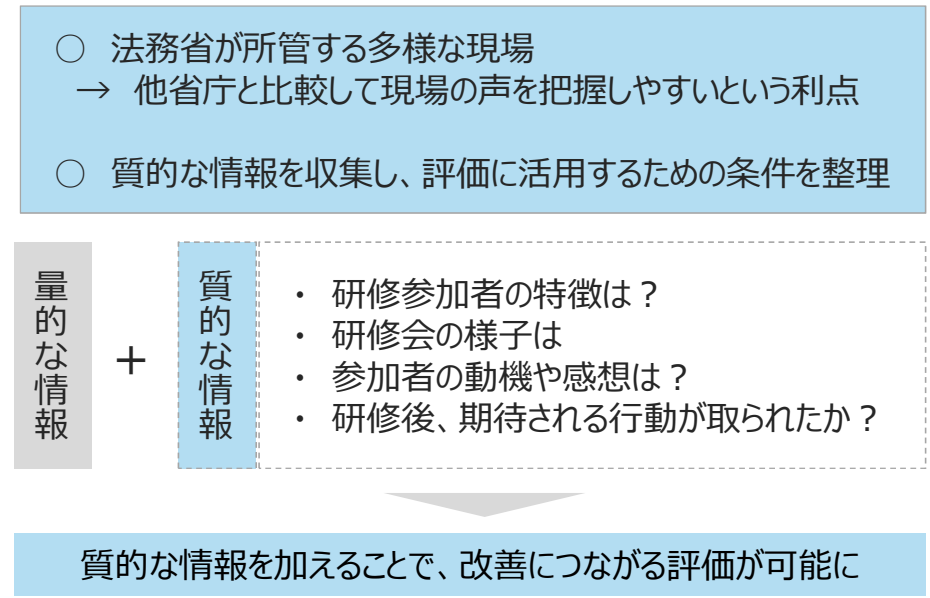 ○ 法務省が所管する多様な現場
→ 他省庁と比較して現場の声を把握しやすいという利点
○ 質的な情報を収集し、評価に活用するための条件を整理
量的な情報
+
質的な情報
・ 研修参加者の特徴は？
・ 研修会の様子は
・ 参加者の動機や感想は？
・ 研修後、期待される行動が取られたか？
質的な情報を加えることで、改善につながる評価が可能に